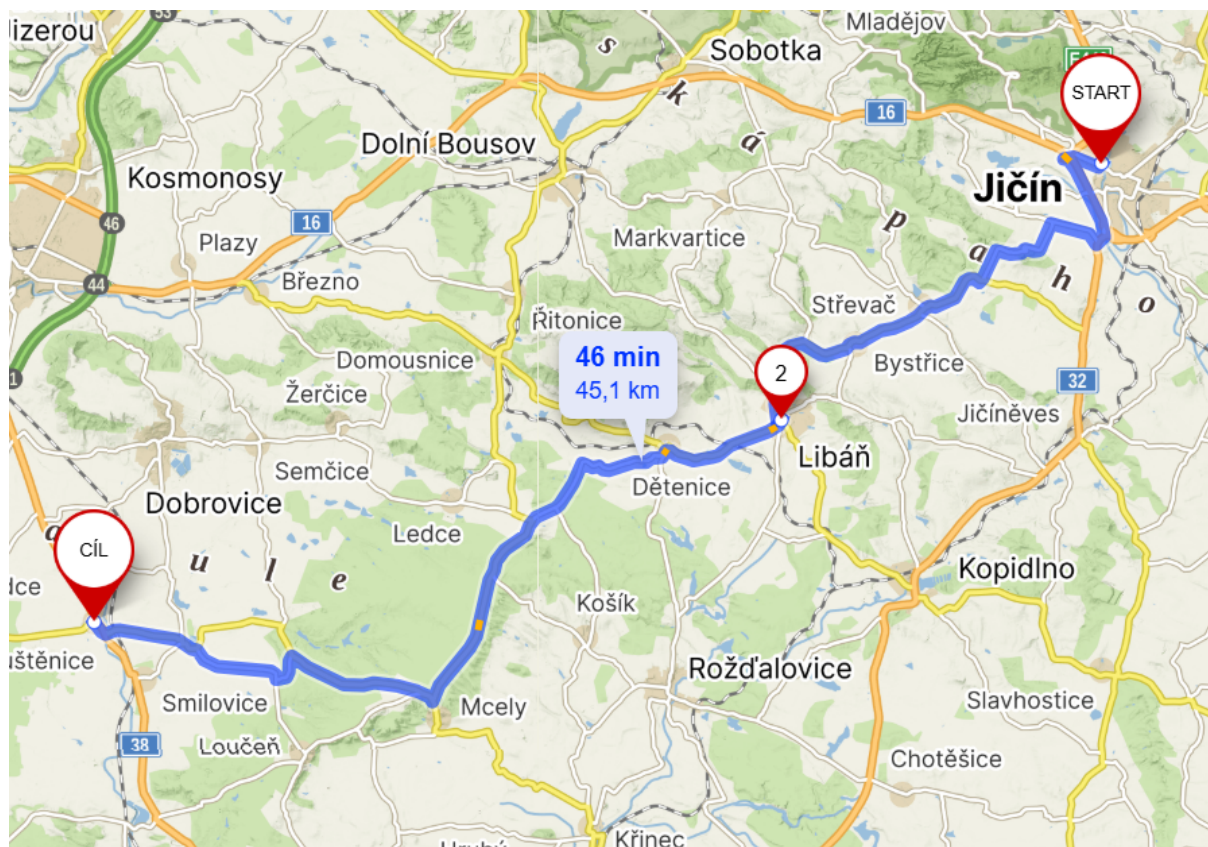 Jizerou
53
Mladějov
Sobotka
s
k
á
16
START
Dolní Bousov
Kosmonosy
Jičín
46
16
Plazy
Markvartice
p
a
h
o
44
Březno
Střevač
Řitonice
46 min
45,1 km
Domousnice
2
Bystřice
32
Žerčice
Jičíněves
Semčice
Libáň
Dětenice
Dobrovice
Ledce
CÍL
u
l
e
Kopidlno
Košík
Rožďalovice
Smilovice
Mcely
Slavhostice
38
Loučeň
Chotěšice
Křinec